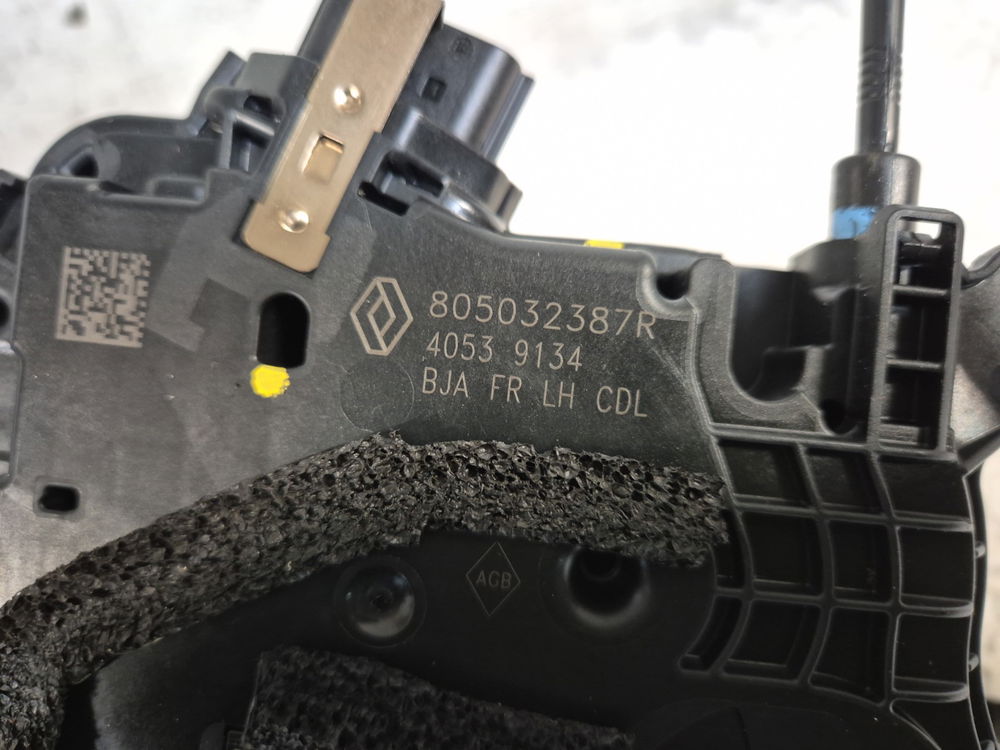 805032387R
4053 9134
BJA FR LH CDL
ACB